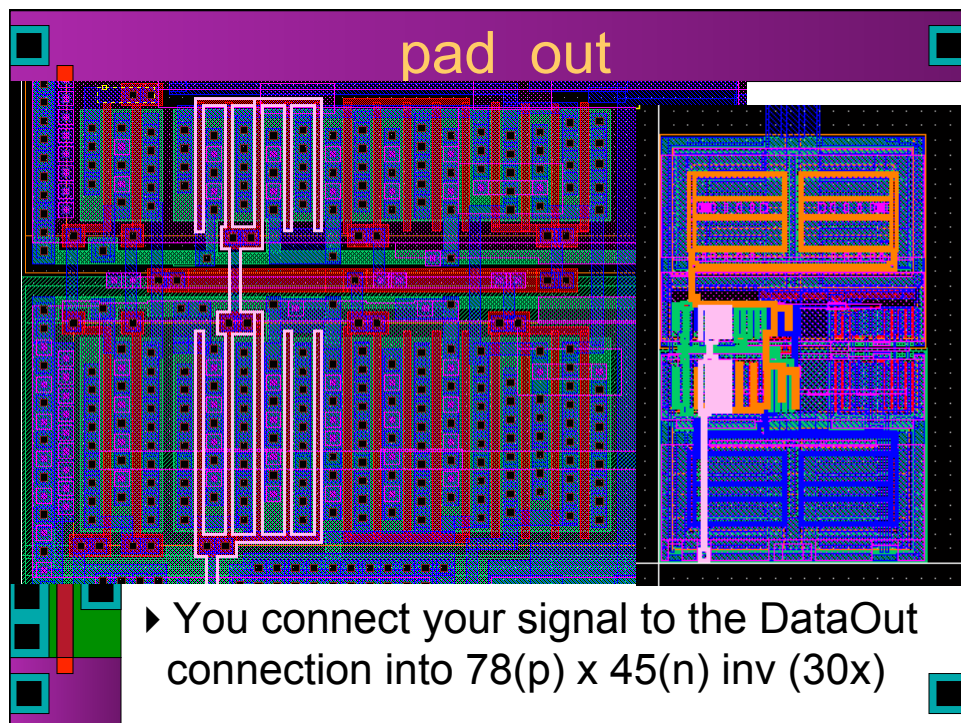 pad out
You connect your signal to the DataOut
connection into 78(p) x 45(n) inv (30x)